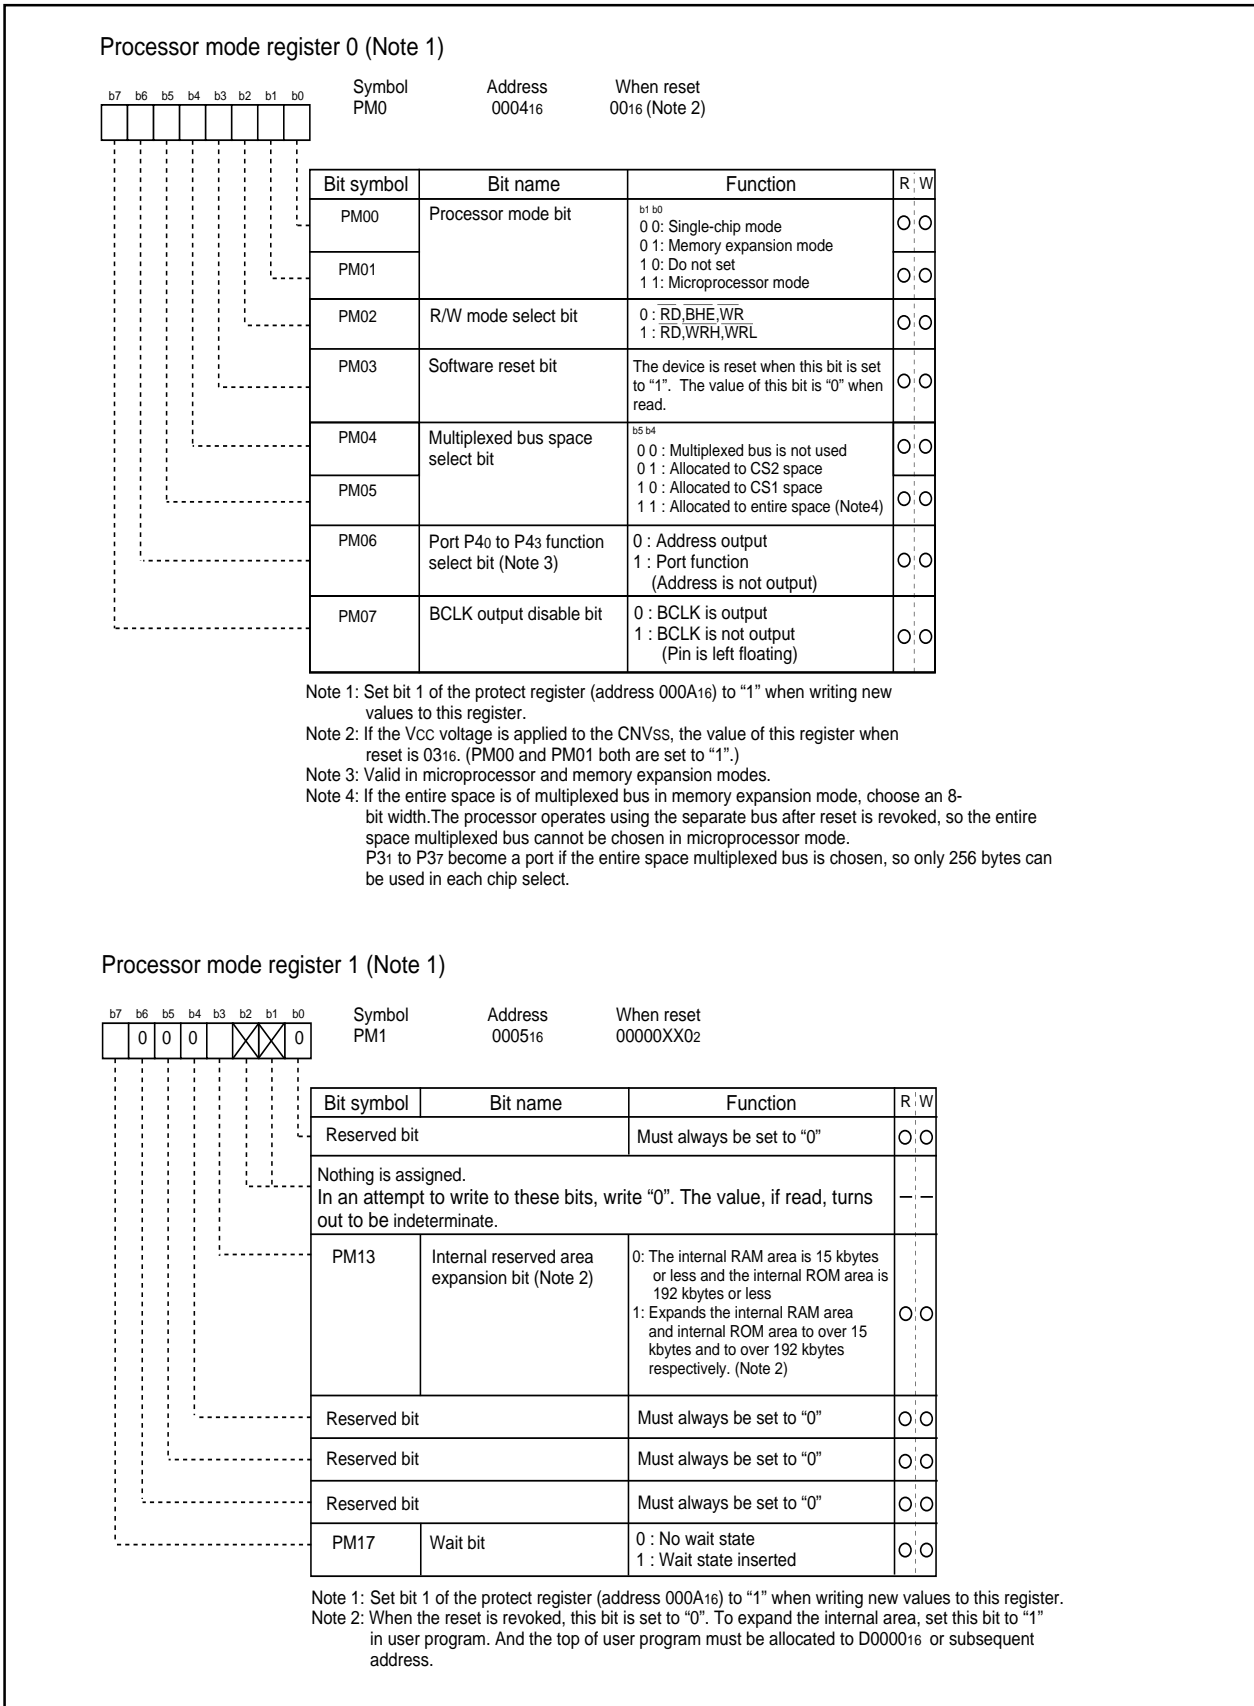 Processor mode register 0 (Note 1)
Symbol Address When reset
b7 b6 b5 b4 b3 b2 b1 b0
PM0 000416 0016 (Note 2)
Bit symbol Bit name Function R W
PM00 Processor mode bit b1 b0
0 0: Single-chip mode
0 1: Memory expansion mode
PM01 1 0: Do not set
1 1: Microprocessor mode
PM02 R/W mode select bit 0 : RD,BHE,WR
1 : RD,WRH,WRL
PM03 Software reset bit The device is reset when this bit is set
to “1”. The value of this bit is “0” when
read.
PM04 Multiplexed bus space b5 b4
select bit 0 0 : Multiplexed bus is not used
0 1 : Allocated to CS2 space
PM05 1 0 : Allocated to CS1 space
1 1 : Allocated to entire space (Note4)
PM06 Port P40 to P43 function 0 : Address output
select bit (Note 3) 1 : Port function
(Address is not output)
PM07 BCLK output disable bit 0 : BCLK is output
1 : BCLK is not output
(Pin is left floating)
Note 1: Set bit 1 of the protect register (address 000A16) to “1” when writing new
values to this register.
Note 2: If the VCC voltage is applied to the CNVSS, the value of this register when
reset is 0316. (PM00 and PM01 both are set to “1”.)
Note 3: Valid in microprocessor and memory expansion modes.
Note 4: If the entire space is of multiplexed bus in memory expansion mode, choose an 8-
bit width.The processor operates using the separate bus after reset is revoked, so the entire
space multiplexed bus cannot be chosen in microprocessor mode.
P31 to P37 become a port if the entire space multiplexed bus is chosen, so only 256 bytes can
be used in each chip select.
Processor mode register 1 (Note 1)
b7 b6 b5 b4 b3 b2 b1 b0 Symbol Address When reset
0 0 0 0 PM1 000516 00000XX02
Bit symbol Bit name Function R W
Reserved bit Must always be set to “0”
Nothing is assigned.
In an attempt to write to these bits, write “0”. The value, if read, turns
out to be indeterminate.
PM13 Internal reserved area 0: The internal RAM area is 15 kbytes
expansion bit (Note 2) or less and the internal ROM area is
192 kbytes or less
1: Expands the internal RAM area
and internal ROM area to over 15
kbytes and to over 192 kbytes
respectively. (Note 2)
Reserved bit Must always be set to “0”
Reserved bit Must always be set to “0”
Reserved bit Must always be set to “0”
PM17 Wait bit 0 : No wait state
1 : Wait state inserted
Note 1: Set bit 1 of the protect register (address 000A16) to “1” when writing new values to this register.
Note 2: When the reset is revoked, this bit is set to “0”. To expand the internal area, set this bit to “1”
in user program. And the top of user program must be allocated to D000016 or subsequent
address.